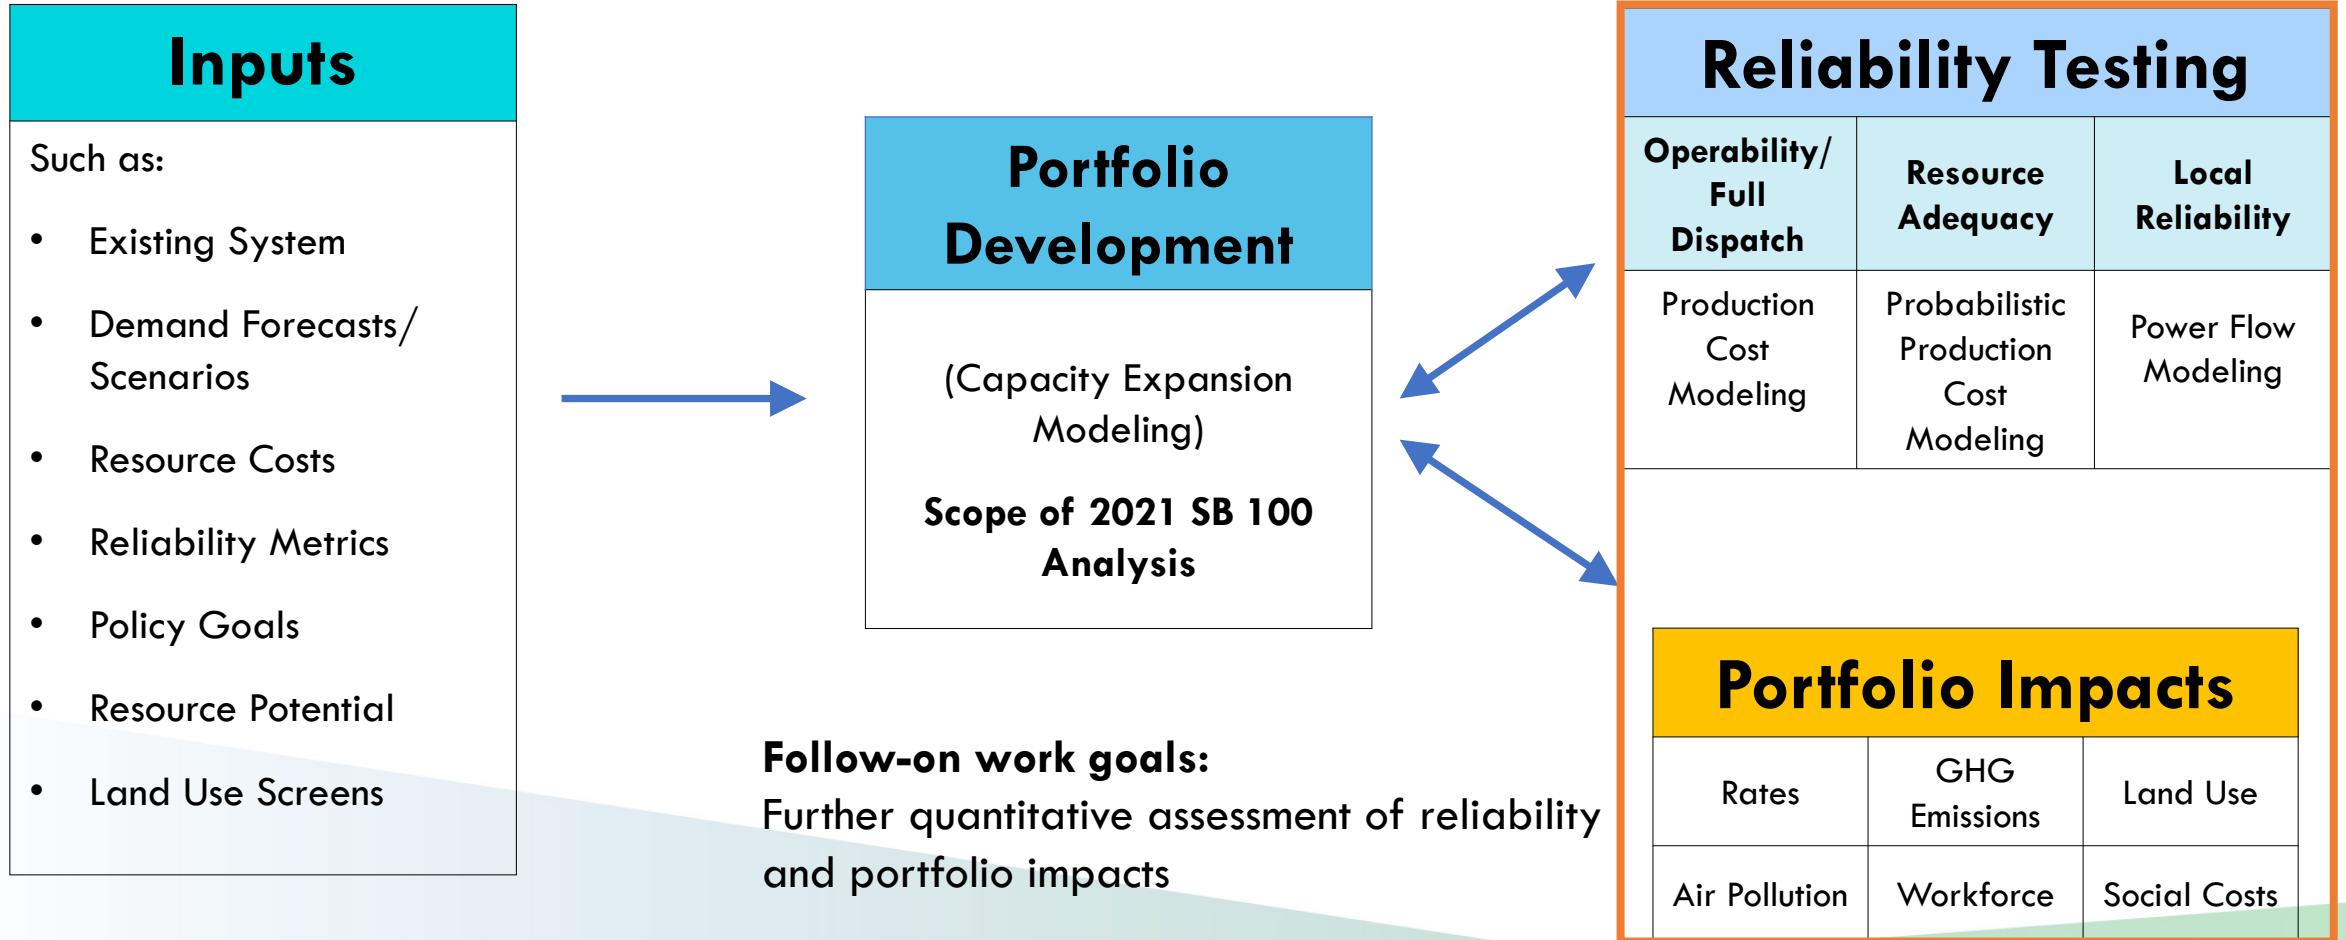 Inputs
Such as:
• Existing System
• Demand Forecasts/
Scenarios
• Resource Costs
• Reliability Metrics
• Policy Goals
• Resource Potential
• Land Use Screens
Portfolio
Development
(Capacity Expansion
Modeling)
Scope of 2021 SB 100
Analysis
Follow-on work goals:
Further quantitative assessment of reliability
and portfolio impacts
Reliability Testing
Operability/
Full
Dispatch
Resource
Adequacy
Local
Reliability
Production
Cost
Modeling
Probabilistic
Production
Cost
Modeling
Power Flow
Modeling
Portfolio Impacts
Rates
GHG
Emissions
Land Use
Air Pollution
Workforce
Social Costs